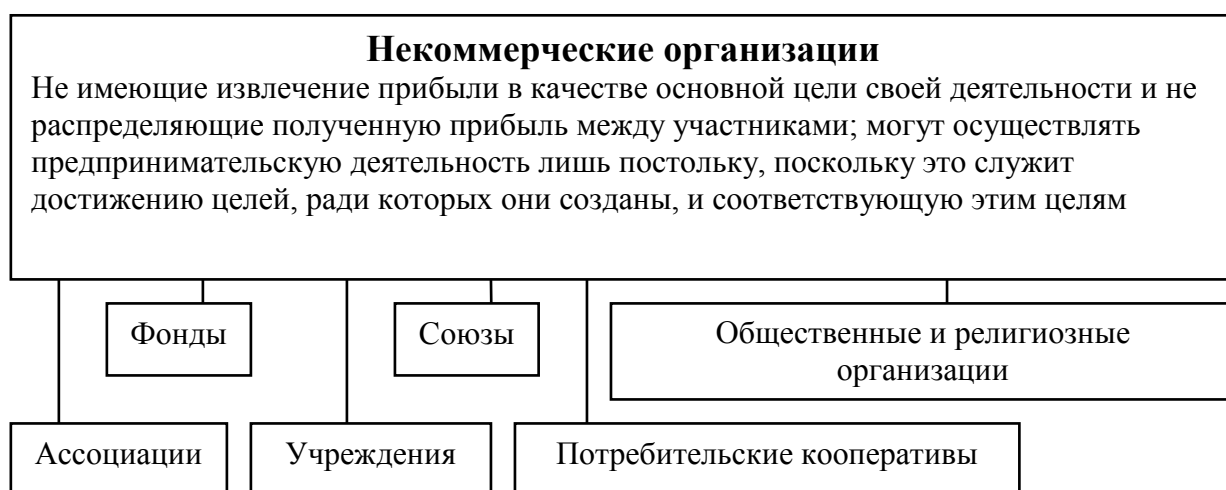 Некоммерческие организации
Не имеющие извлечение прибыли в качестве основной цели своей деятельности и не
распределяющие полученную прибыль между участниками; могут осуществлять
предпринимательскую деятельность лишь постольку, поскольку это служит
достижению целей, ради которых они созданы, и соответствующую этим целям
Фонды
Союзы
Общественные и религиозные
организации
Ассоциации
Учреждения
Потребительские кооперативы